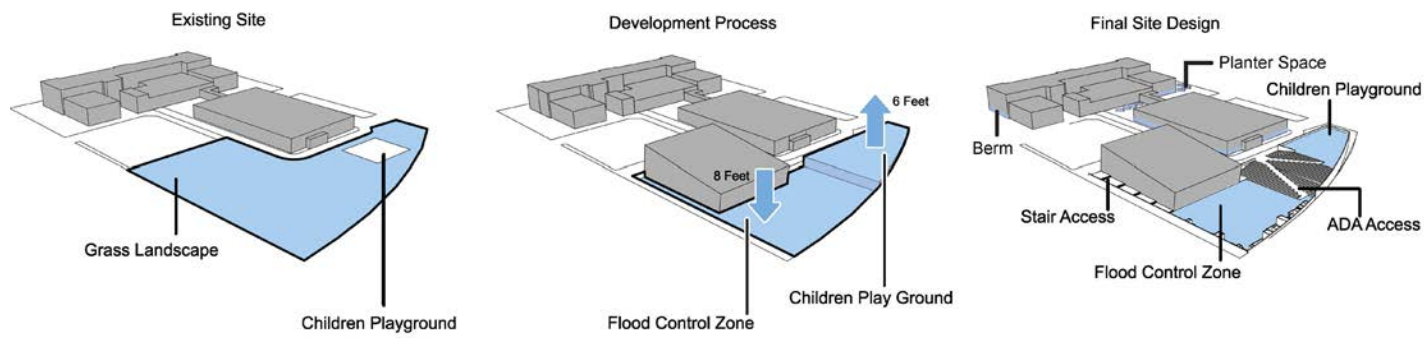 Existing Site
Grass Landscape
Children Playground
Development Process
6 Feet
8 Feet
Children Play Ground
Flood Control Zone
Final Site Design
Planter Space
Children Playground
Berm
Stair Access
ADA Access
Flood Control Zone